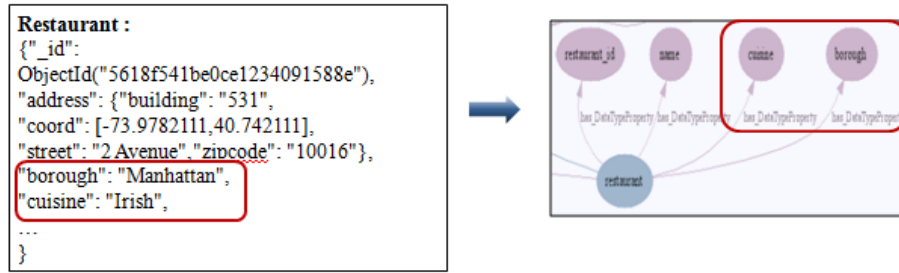 Restaurant :
{"_id":
ObjectId("5618f541be0ce1234091588e"),
"address": {"building": "531",
"coord": [-73.9782111,40.742111],
"street": "2 Avenue","zipcode": "10016"},
"borough": "Manhattan",
"cuisine": "Irish",
...
}
restaurant_id
name
cuisine
borough
has_DataTypeProperty
has_DataTypeProperty
has_DataTypeProperty
has_DataTypeProperty
restaurant